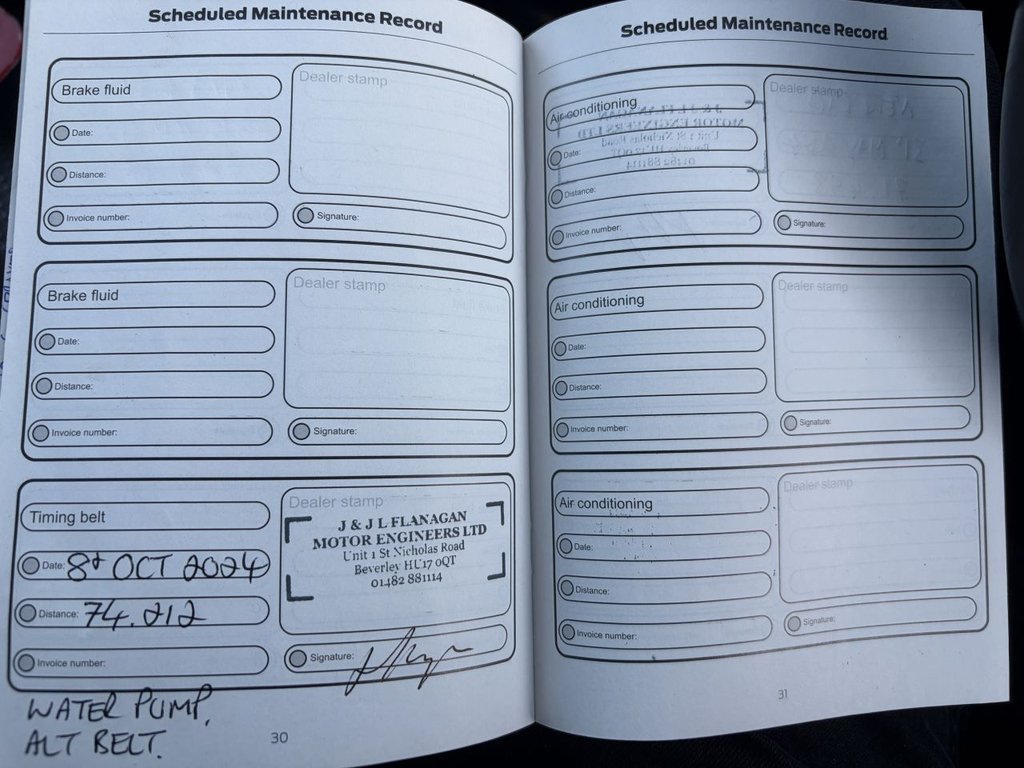 Scheduled Maintenance Record
Brake fluid
Date:
Distance:
Invoice number:
Dealer stamp
Signature:
Brake fluid
Date:
Distance:
Invoice number:
Dealer stamp
Signature:
Timing belt
Date: 8th OCT 2024
Distance: 74.212
Invoice number:
Dealer stamp
J & J L FLANAGAN
MOTOR ENGINEERS LTD
Unit 1 St Nicholas Road
Beverley HU17 0QT
01482 881114
Signature:
WATER PUMP,
ALT BELT.
30
Scheduled Maintenance Record
Air conditioning
Date:
Distance:
Invoice number:
Dealer stamp
Signature:
Air conditioning
Date:
Distance:
Invoice number:
Dealer stamp
Signature:
Air conditioning
Date:
Distance:
Invoice number:
Dealer stamp
Signature:
31